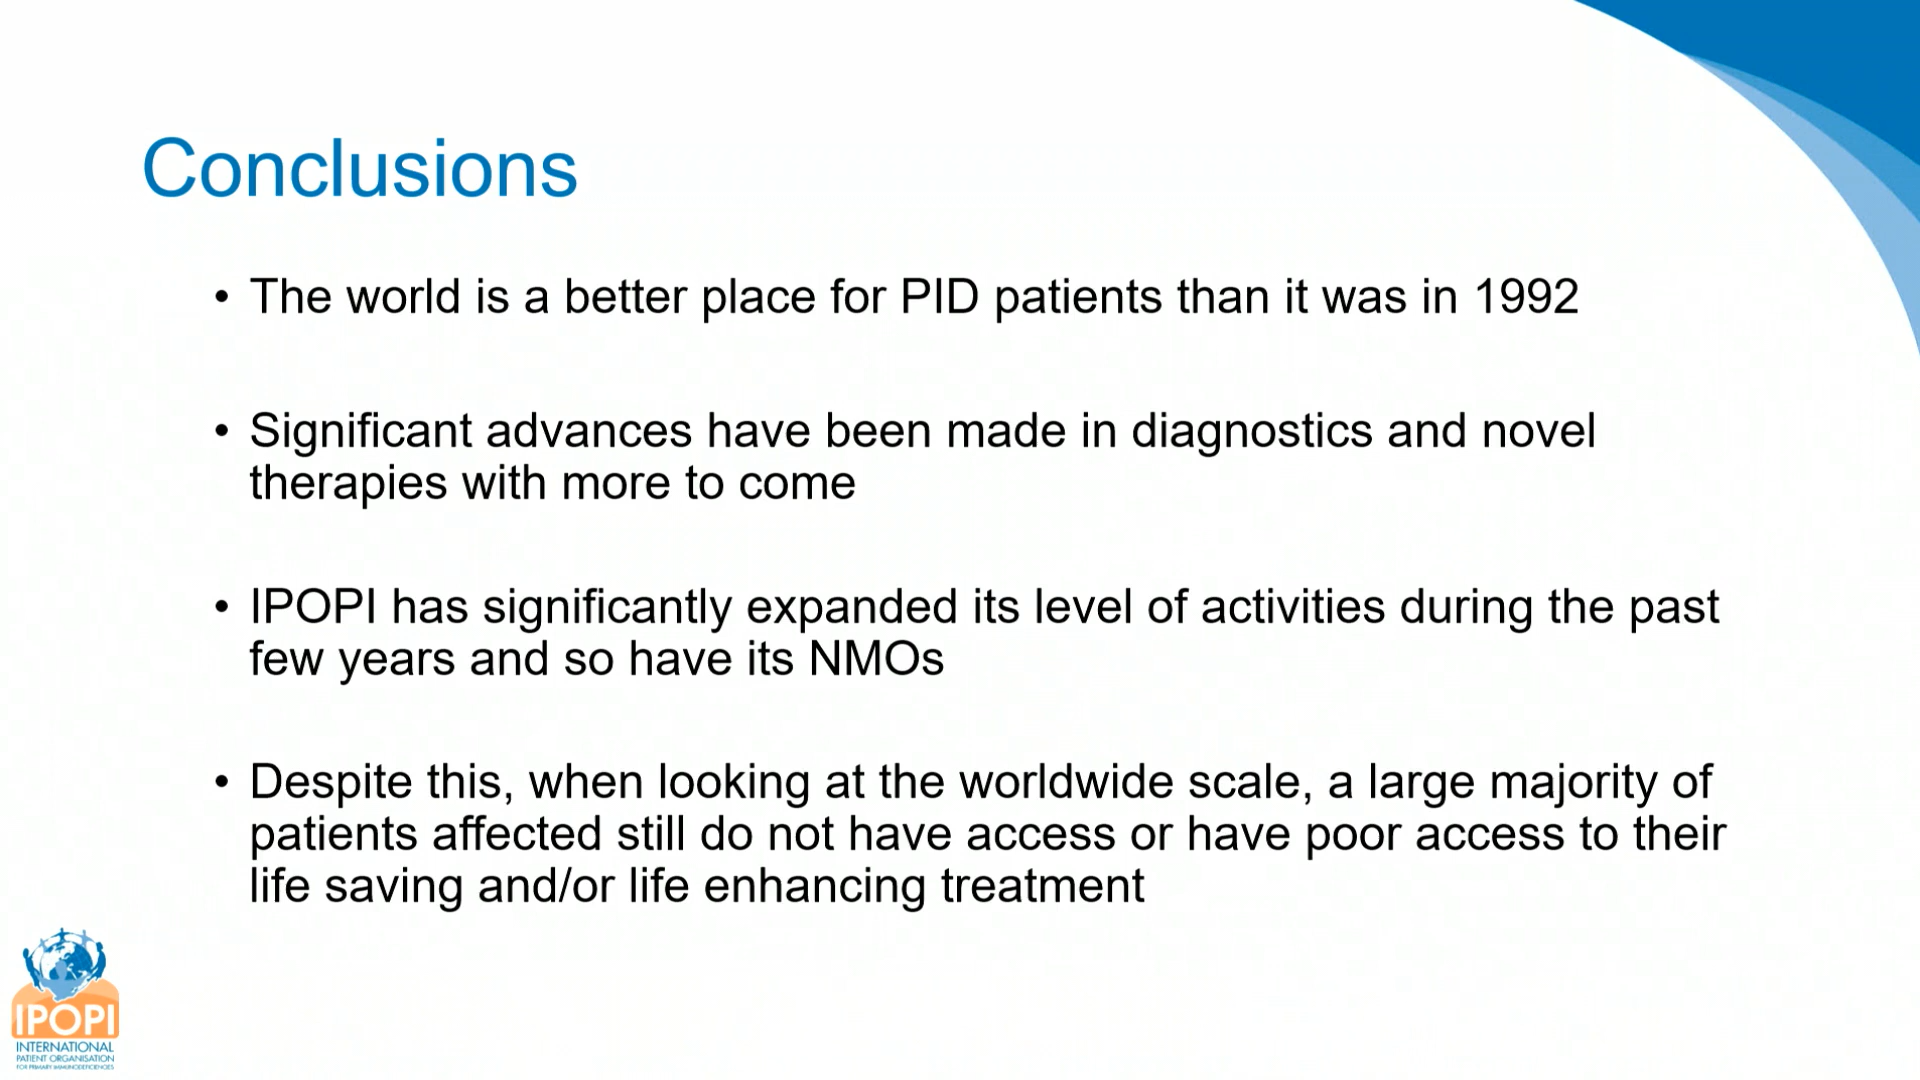 Conclusions
• The world is a better place for PID patients than it was in 1992
• Significant advances have been made in diagnostics and novel
therapies with more to come
• IPOPI has significantly expanded its level of activities during the past
few years and so have its NMOs
• Despite this, when looking at the worldwide scale, a large majority of
patients affected still do not have access or have poor access to their
life saving and/or life enhancing treatment
IPOPI
INTERNATIONAL
PATIENT ORGANISATION
FOR PRIMARY IMMUNODEFICIENCIES